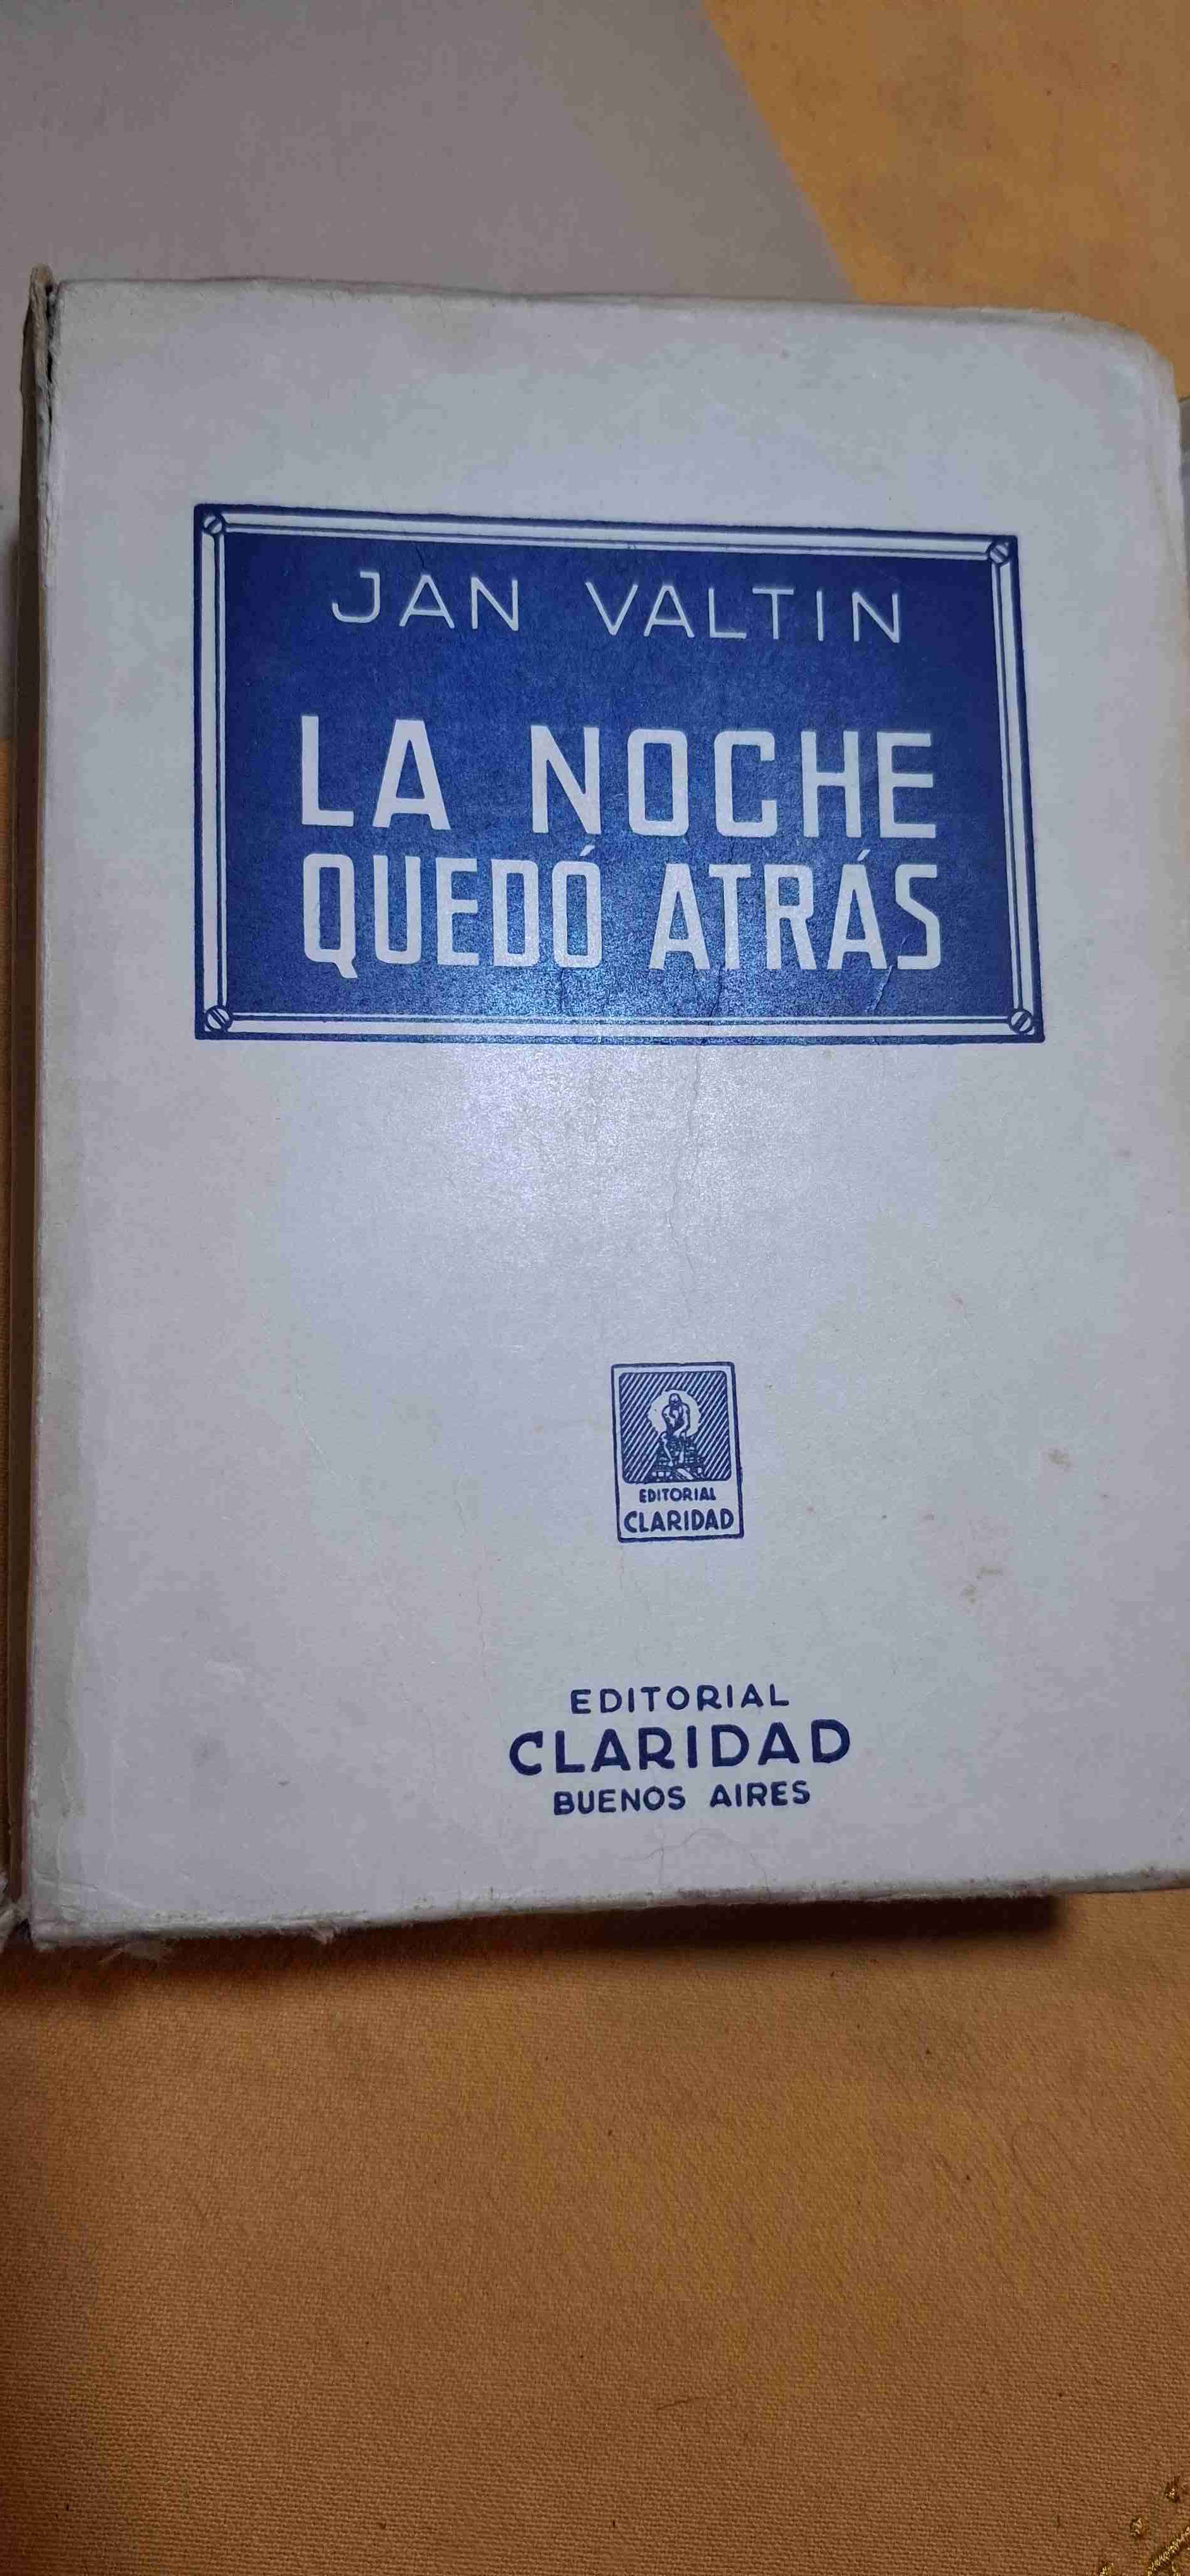 JAN VALTIN
LA NOCHE
QUEDÓ ATRÁS
EDITORIAL
CLARIDAD
EDITORIAL
CLARIDAD
BUENOS AIRES